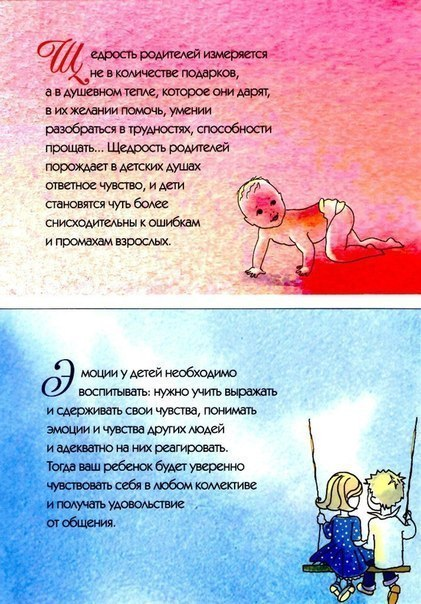 Щедрость родителей измеряется
не в количестве подарков,
а в душевном тепле, которое они дарят,
в их желании помочь, умении
разобраться в трудностях, способности
прощать... Щедрость родителей
порождает в детских душах
ответное чувство, и дети
становятся чуть более
снисходительны к ошибкам
и промахам взрослых.
Эмоции у детей необходимо
воспитывать: нужно учить выражать
и сдерживать свои чувства, понимать
эмоции и чувства других людей
и адекватно на них реагировать.
Тогда ваш ребенок будет уверенно
чувствовать себя в любом коллективе
и получать удовольствие
от общения.